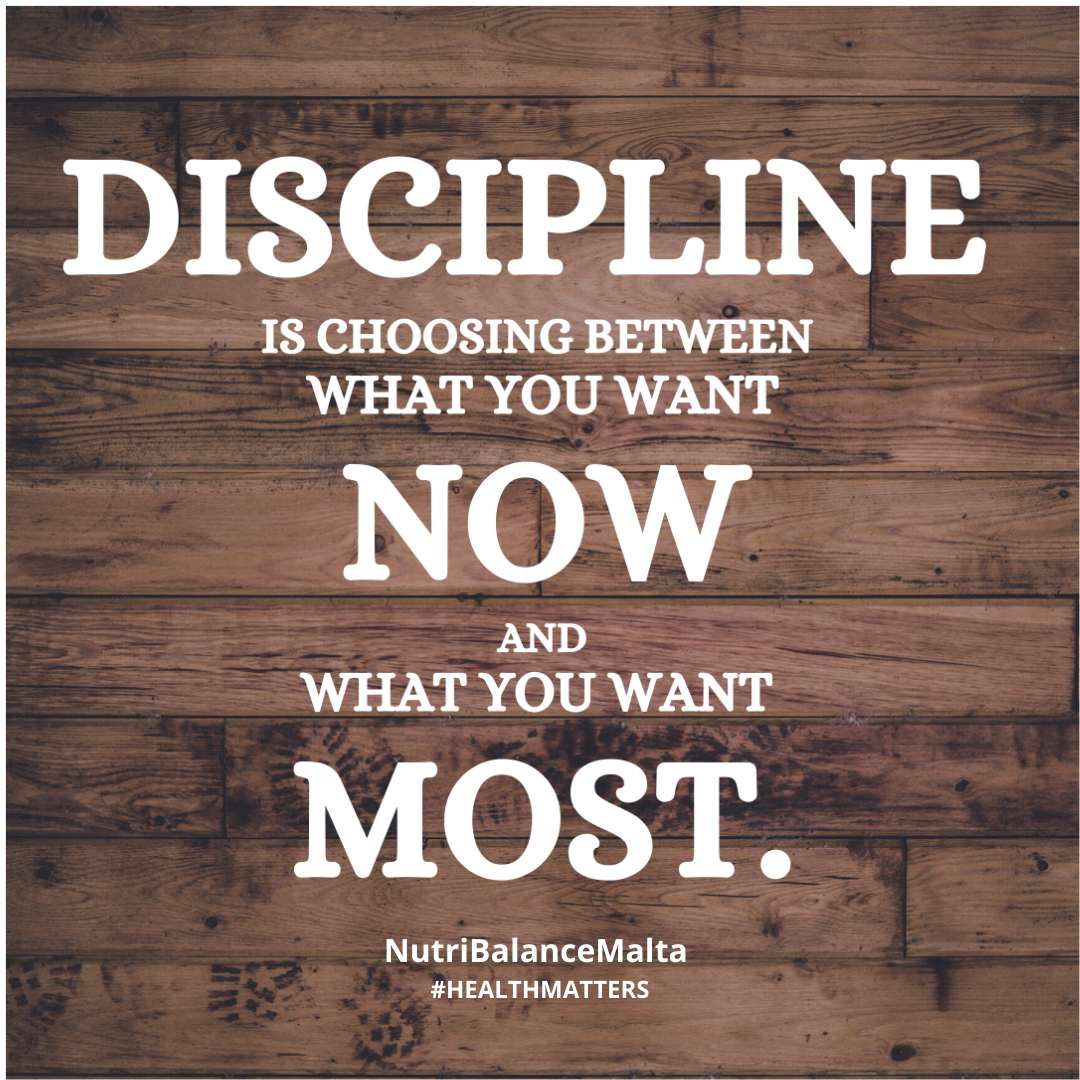 DISCIPLINE
IS CHOOSING BETWEEN
WHAT YOU WANT
NOW
AND
WHAT YOU WANT
MOST.
NutriBalanceMalta
#HEALTHMATTERS